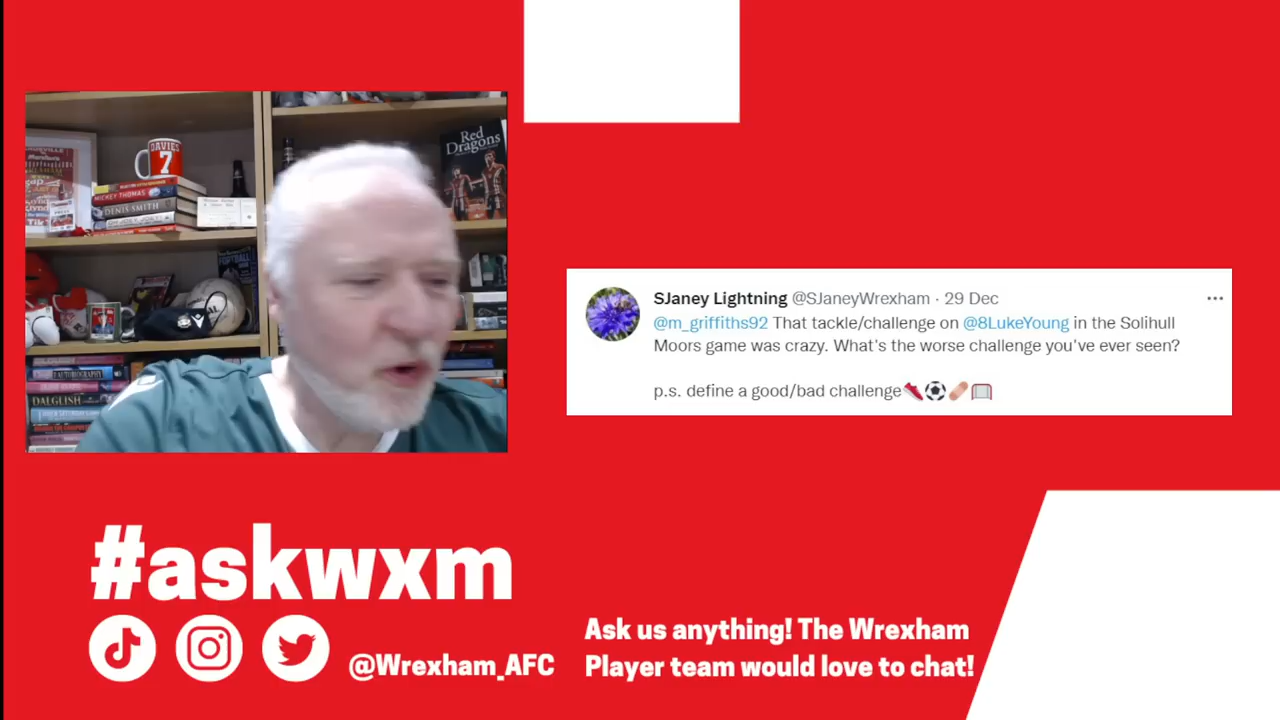 DAVIES
7
MICKEY THOMAS
DENIS SMITH
Red
Dragons
DALGLISH
SJaney Lightning @SJaneyWrexham · 29 Dec
@m_griffiths92 That tackle/challenge on @8LukeYoung in the Solihull
Moors game was crazy. What's the worse challenge you've ever seen?
p.s. define a good/bad challenge
#askwxm
@Wrexham_AFC
Ask us anything! The Wrexham
Player team would love to chat!